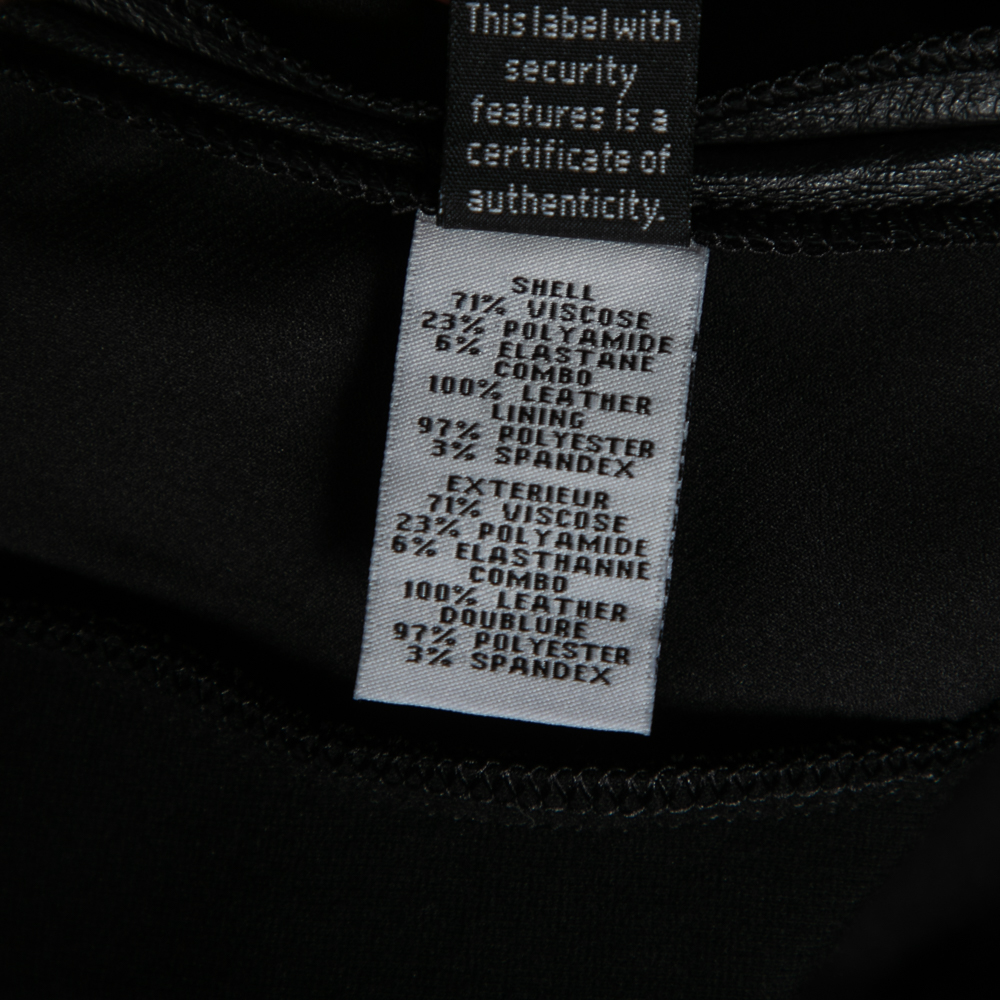 This label with
security
features is a
certificate of
authenticity.
SHELL
71% VISCOSE
23% POLYAMIDE
6% ELASTANE
COMBO
100% LEATHER
LINING
97% POLYESTER
3% SPANDEX
EXTERIEUR
71% VISCOSE
23% POLYAMIDE
6% ELASTHANNE
COMBO
100% LEATHER
DOUBLURE
97% POLYESTER
3% SPANDEX